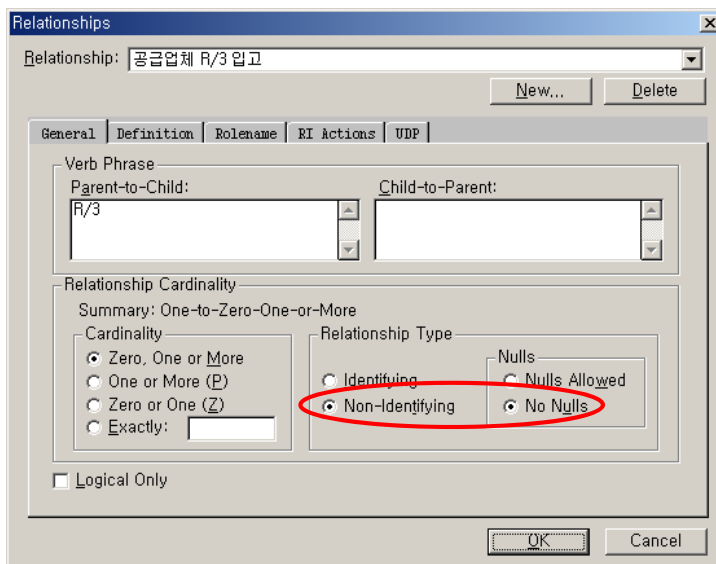 Relationships
Relationship: 공급업체 R/3 입고
New... Delete
General Definition Rolename RI Actions UDP
Verb Phrase
Parent-to-Child: Child-to-Parent:
R/3
Relationship Cardinality
Summary: One-to-Zero-One-or-More
Cardinality Relationship Type
Nulls
Zero, One or More Identifying Nulls Allowed
One or More (P)
Zero or One (Z) Non-Identifying No Nulls
Exactly:
Logical Only
OK Cancel